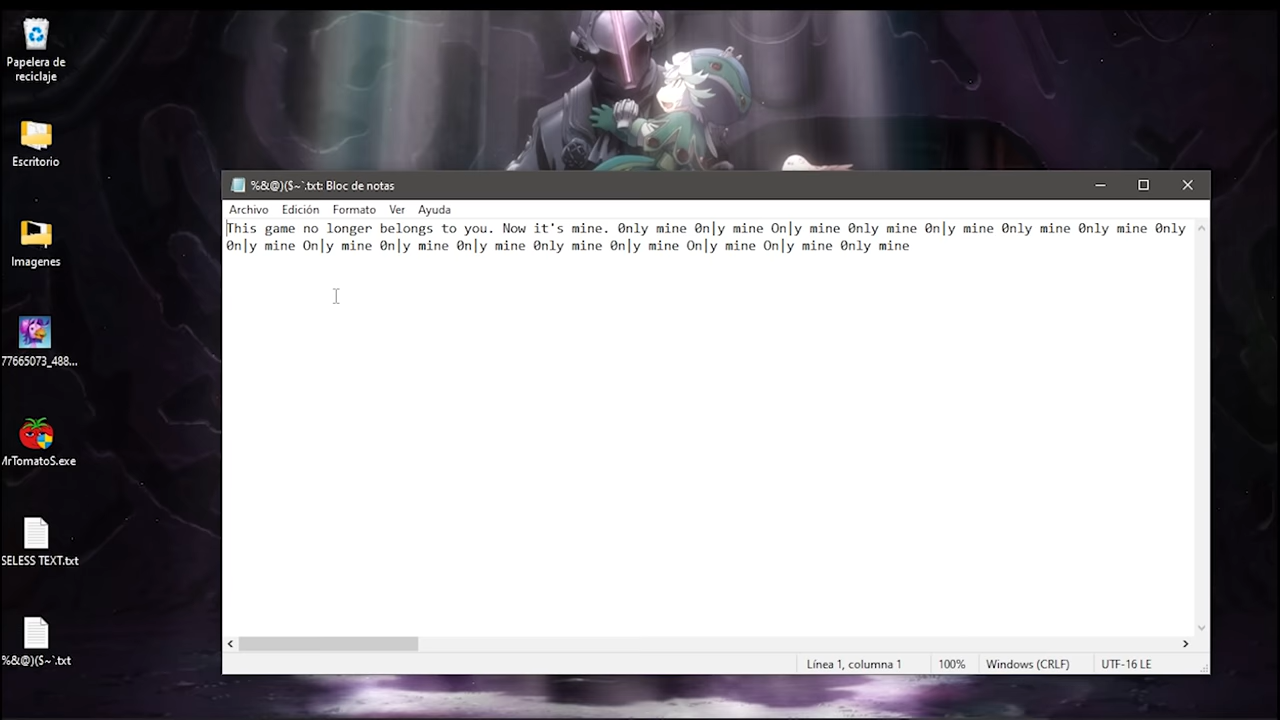 Papelera de
reciclaje
Escritorio
Imagenes
77665073_488...
MrTomatoS.exe
SELESS TEXT.txt
%&@)($~`.txt
%&@)($~`.txt: Bloc de notas
Archivo Edición Formato Ver Ayuda
This game no longer belongs to you. Now it's mine. 0nly mine 0n|y mine On|y mine 0nly mine 0n|y mine 0nly mine 0nly mine 0nly
0n|y mine On|y mine 0n|y mine 0n|y mine 0nly mine 0n|y mine On|y mine On|y mine 0nly mine
Línea 1, columna 1 100% Windows (CRLF) UTF-16 LE